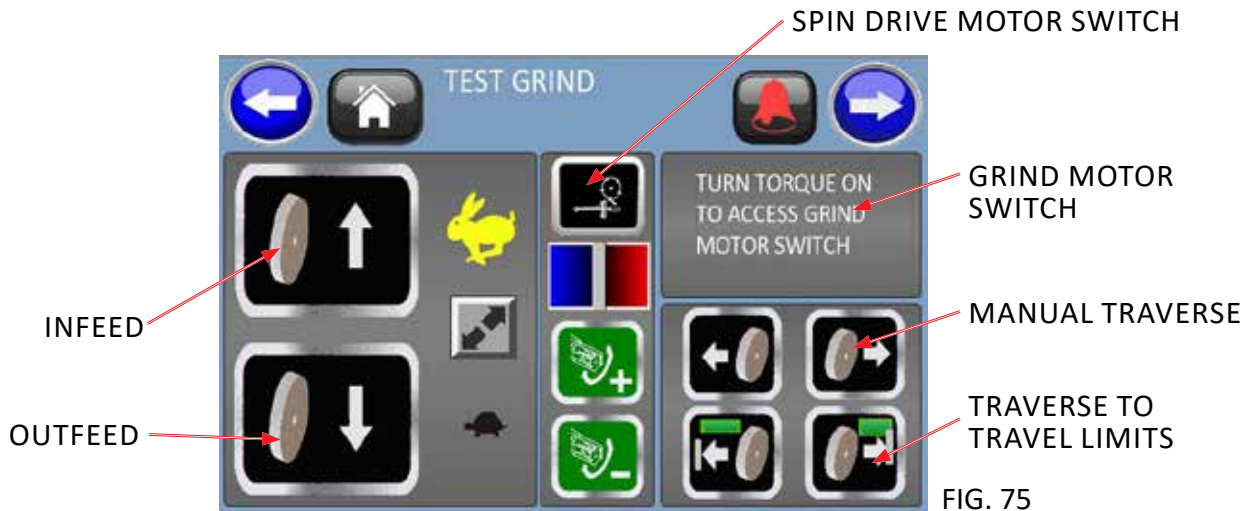 SPIN DRIVE MOTOR SWITCH
TEST GRIND
TURN TORQUE ON
TO ACCESS GRIND
MOTOR SWITCH
GRIND MOTOR
SWITCH
INFEED
MANUAL TRAVERSE
OUTFEED
TRAVERSE TO
TRAVEL LIMITS
FIG. 75